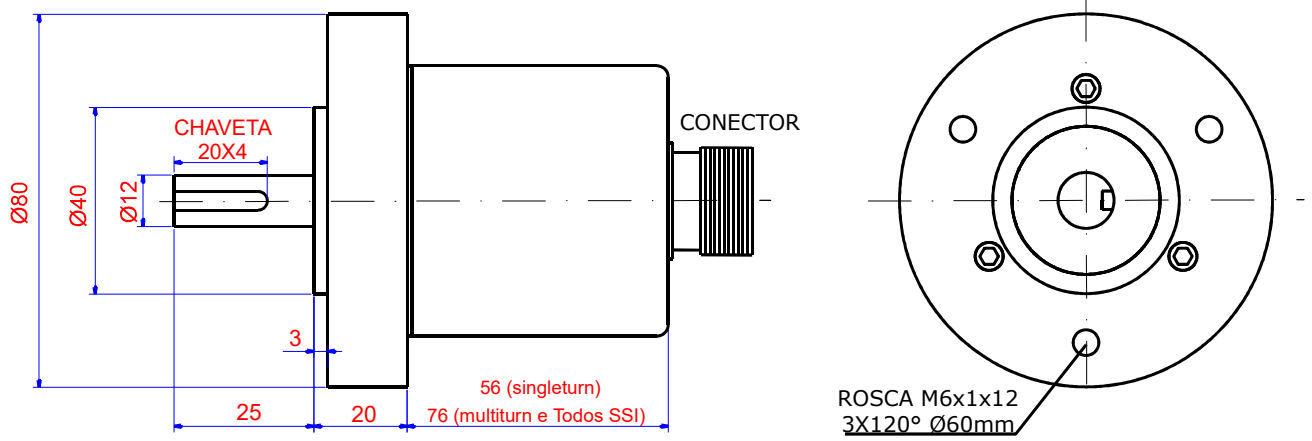 CHAVETA
20X4
Ø80
Ø40
Ø12
3
25
20
56 (singleturn)
76 (multiturn e Todos SSI)
CONECTOR
ROSCA M6x1x12
3X120° Ø60mm